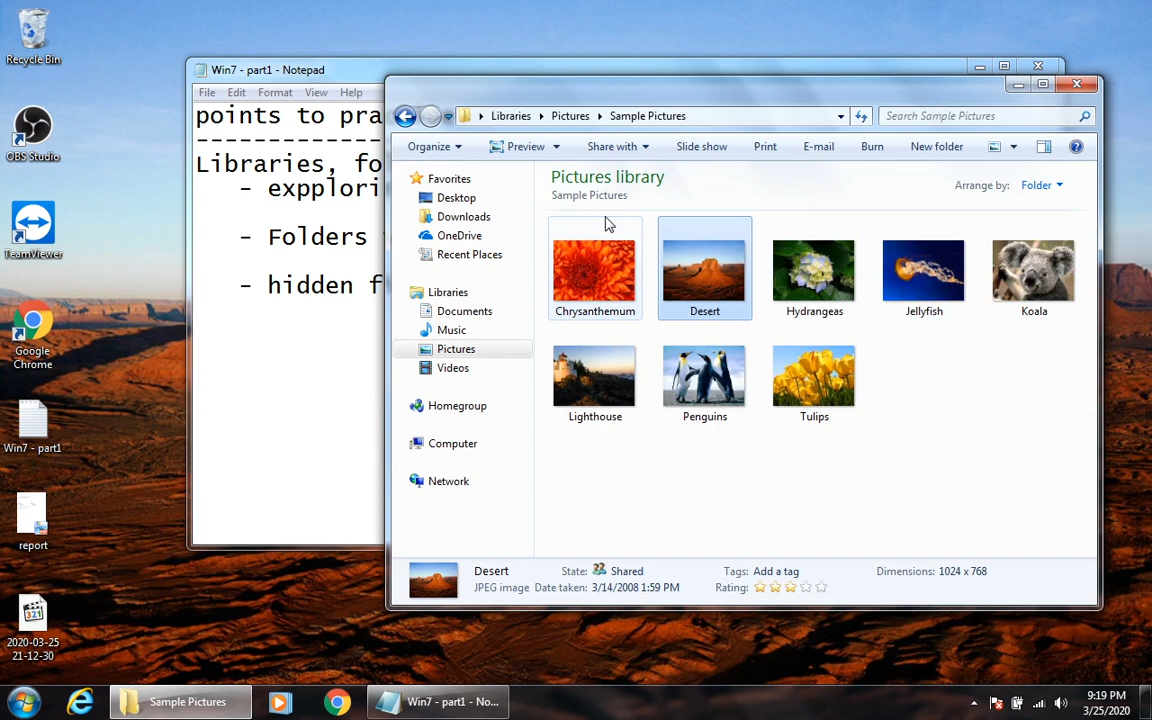 Recycle Bin
OBS Studio
TeamViewer
Google
Chrome
Win7 - part1
report
321
2020-03-25
21-12-30
Win7 - part1 - Notepad
File Edit Format View Help
points to pra
Libraries, fo
- expplori
- Folders
- hidden f
Libraries Pictures Sample Pictures
Search Sample Pictures
Organize Preview Share with Slide show Print E-mail Burn New folder
Favorites
Desktop
Downloads
OneDrive
Recent Places
Libraries
Documents
Music
Pictures
Videos
Homegroup
Computer
Network
Pictures library
Sample Pictures
Arrange by: Folder
Chrysanthemum Desert Hydrangeas Jellyfish Koala
Lighthouse Penguins Tulips
Desert State: Shared Tags: Add a tag Dimensions: 1024 x 768
JPEG image Date taken: 3/14/2008 1:59 PM Rating:
Sample Pictures
Win7 - part1 - No...
9:19 PM
3/25/2020